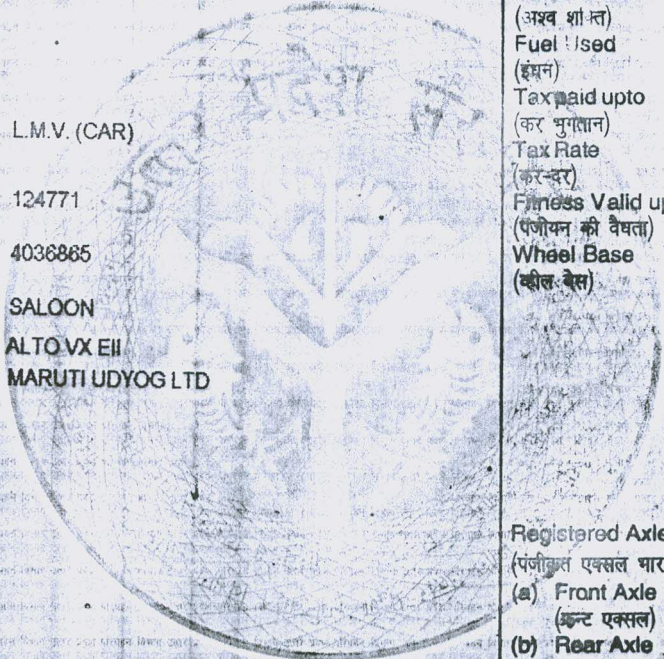 L.M.V. (CAR)
124771
4036865
SALOON
ALTO VX EII
MARUTI UDYOG LTD
(अश्व शक्ति)
Fuel Used
(इंधन)
Tax paid upto
(कर भुगतान)
Tax Rate
(कर-दर)
Fitness Valid up
(पंजीयन की वैधता)
Wheel Base
(व्हील बेस)
Registered Axle
(पंजीकृत एक्सल भार
(a) Front Axle
(फ्रन्ट एक्सल)
(b) Rear Axle